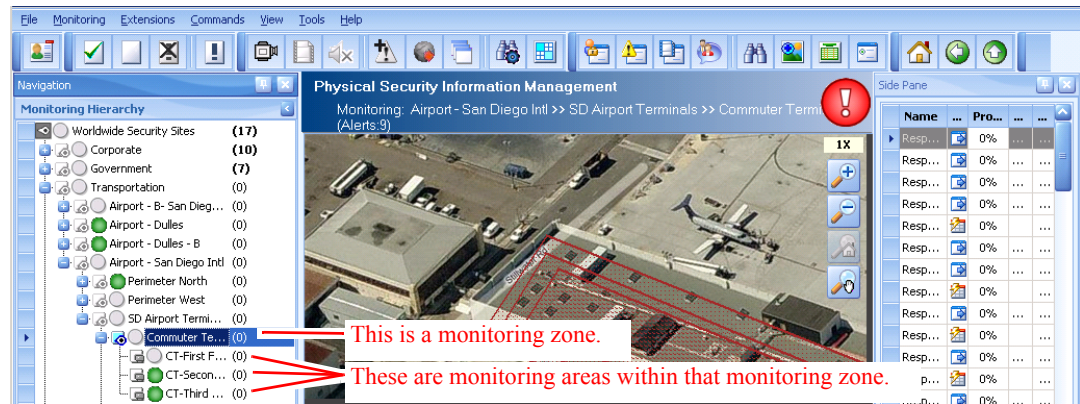 File Monitoring Extensions Commands View Tools Help
Navigation
Monitoring Hierarchy
Worldwide Security Sites (17)
Corporate (10)
Government (7)
Transportation (0)
Airport - B- San Dieg... (0)
Airport - Dulles (0)
Airport - Dulles - B (0)
Airport - San Diego Intl (0)
Perimeter North (0)
Perimeter West (0)
SD Airport Termi... (0)
Commuter Te... (0)
CT-First F... (0)
CT-Secon... (0)
CT-Third ... (0)
Physical Security Information Management
Monitoring: Airport - San Diego Intl >> SD Airport Terminals >> Commuter Termi
(Alerts:9)
1X
This is a monitoring zone.
These are monitoring areas within that monitoring zone.
Side Pane
Name ... Pro... ... ...
Resp... 0% ... ...
Resp... 0% ... ...
Resp... 0% ... ...
Resp... 0% ... ...
Resp... 0% ...
Resp... 0% ... ...
Resp... 0% ... ...
Resp... 0% ...
Resp... 0% ... ...
Resp... 0% ...
Resp... 0% ... ...
p... 0% ...
0% ... ...